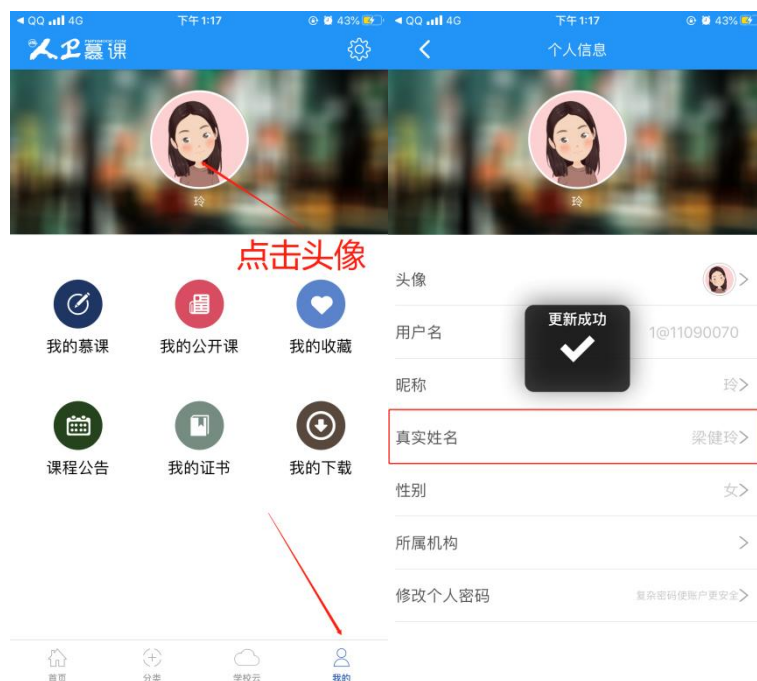 QQ 4G 下午1:17 43%
人卫慕课
玲
点击头像
我的慕课 我的公开课 我的收藏
课程公告 我的证书 我的下载
首页 分类 学校云 我的
QQ 4G 下午1:17 43%
个人信息
玲
头像
更新成功
用户名 1@11090070
昵称 玲
真实姓名 梁健玲
性别 女
所属机构
修改个人密码 复杂密码使账户更安全